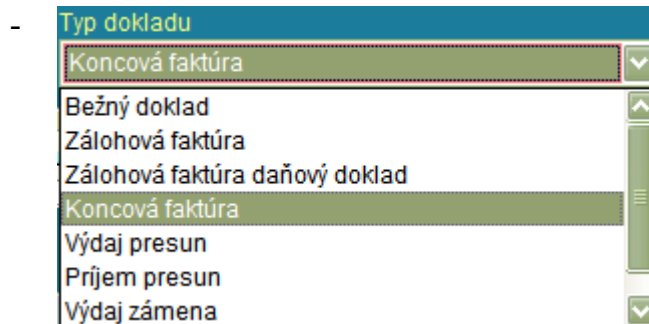 - Typ dokladu
Koncová faktúra
Bežný doklad
Zálohová faktúra
Zálohová faktúra daňový doklad
Koncová faktúra
Výdaj presun
Príjem presun
Výdaj zámena